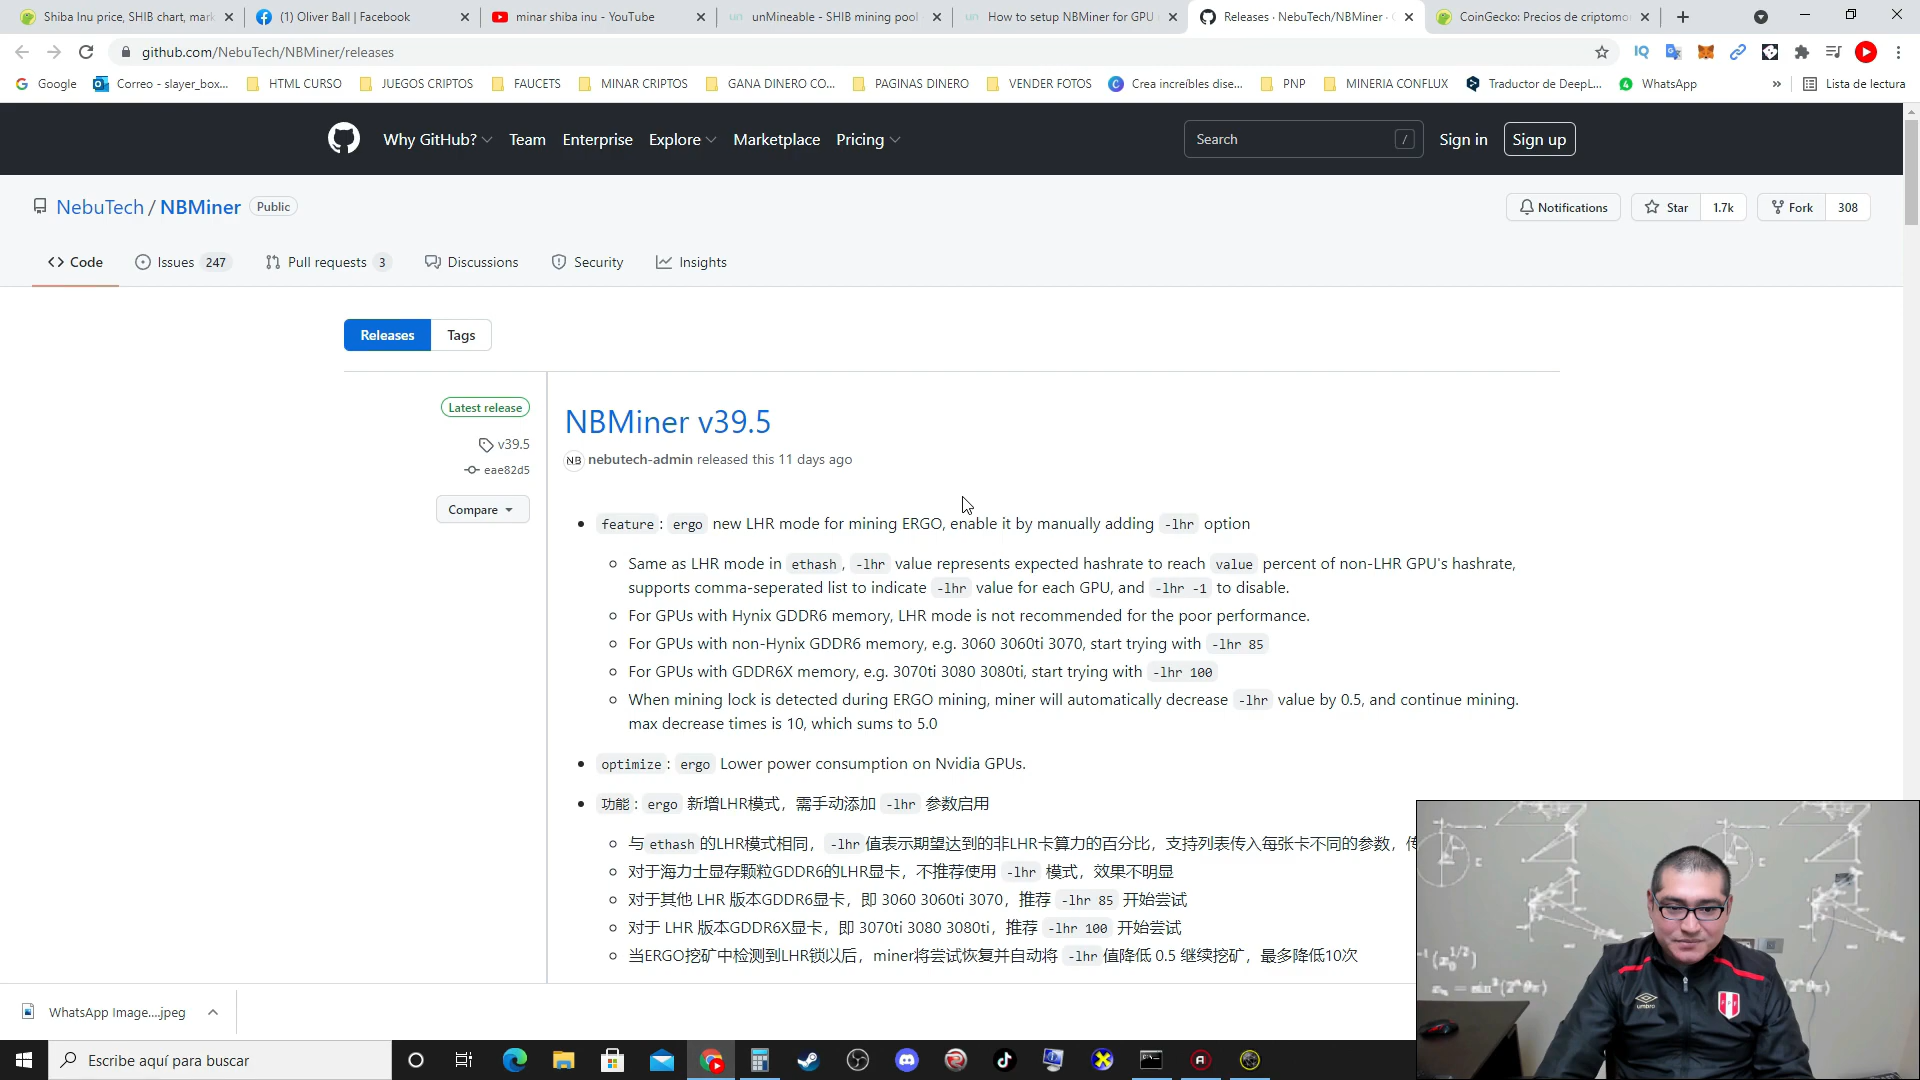 Shiba Inu price, SHIB chart, mark
(1) Oliver Ball | Facebook
minar shiba inu - YouTube
unMineable - SHIB mining pool
How to setup NBMiner for GPU
Releases · NebuTech/NBMiner ·
CoinGecko: Precios de criptomo
github.com/NebuTech/NBMiner/releases
IQ
Google
Correo - slayer_box...
HTML CURSO
JUEGOS CRIPTOS
FAUCETS
MINAR CRIPTOS
GANA DINERO CO...
PAGINAS DINERO
VENDER FOTOS
Crea increíbles dise...
PNP
MINERIA CONFLUX
Traductor de DeepL...
WhatsApp
»
Lista de lectura
Why GitHub?
Team
Enterprise
Explore
Marketplace
Pricing
Search
/
Sign in
Sign up
NebuTech / NBMiner
Public
Notifications
Star
1.7k
Fork
308
<> Code
Issues 247
Pull requests 3
Discussions
Security
Insights
Releases
Tags
Latest release
v39.5
eae82d5
Compare
NBMiner v39.5
NB nebutech-admin released this 11 days ago
feature : ergo new LHR mode for mining ERGO, enable it by manually adding -lhr option
Same as LHR mode in ethash , -lhr value represents expected hashrate to reach value percent of non-LHR GPU's hashrate,
supports comma-seperated list to indicate -lhr value for each GPU, and -lhr -1 to disable.
For GPUs with Hynix GDDR6 memory, LHR mode is not recommended for the poor performance.
For GPUs with non-Hynix GDDR6 memory, e.g. 3060 3060ti 3070, start trying with -lhr 85
For GPUs with GDDR6X memory, e.g. 3070ti 3080 3080ti, start trying with -lhr 100
When mining lock is detected during ERGO mining, miner will automatically decrease -lhr value by 0.5, and continue mining.
max decrease times is 10, which sums to 5.0
optimize : ergo Lower power consumption on Nvidia GPUs.
功能 : ergo 新增LHR模式，需手动添加 -lhr 参数启用
与 ethash 的LHR模式相同， -lhr 值表示期望达到的非LHR卡算力的百分比，支持列表传入每张卡不同的参数，传
对于海力士显存颗粒GDDR6的LHR显卡，不推荐使用 -lhr 模式，效果不明显
对于其他 LHR 版本GDDR6显卡，即 3060 3060ti 3070，推荐 -lhr 85 开始尝试
对于 LHR 版本GDDR6X显卡，即 3070ti 3080 3080ti，推荐 -lhr 100 开始尝试
当ERGO挖矿中检测到LHR锁以后，miner将尝试恢复并自动将 -lhr 值降低 0.5 继续挖矿，最多降低10次
umbro
WhatsApp Image....jpeg
Escribe aquí para buscar